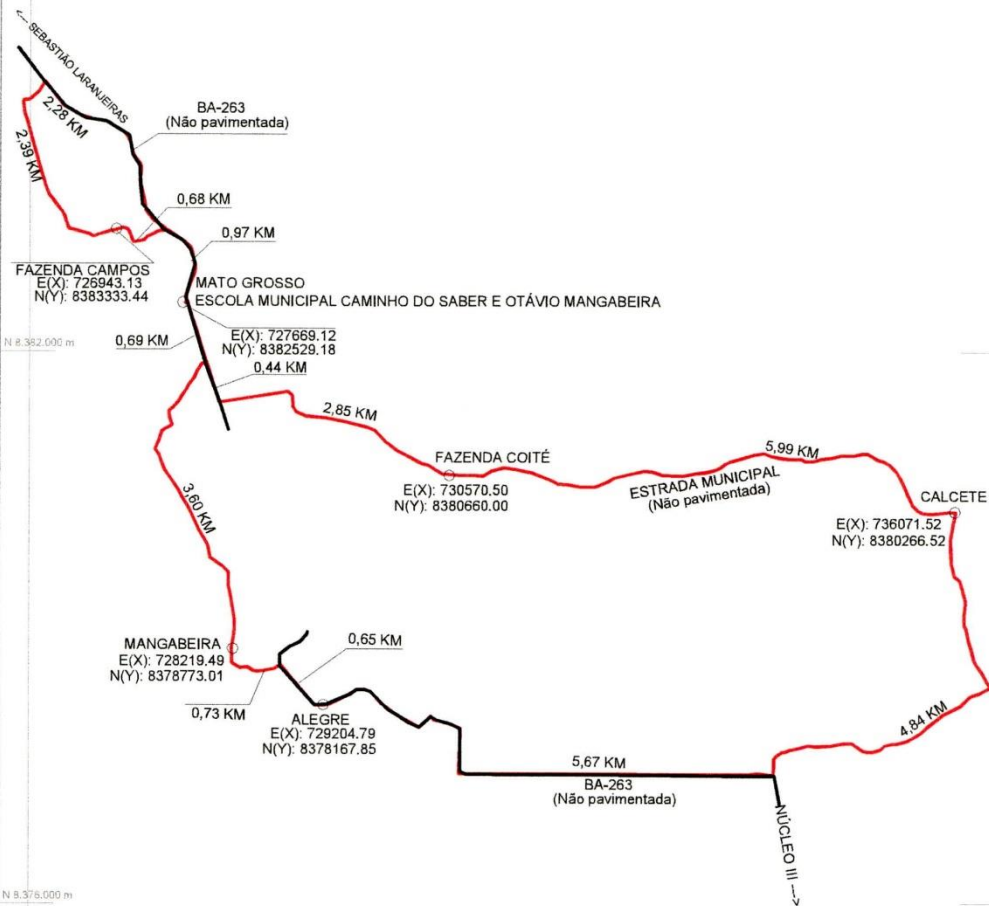 <--- SEBASTIÃO LARANJEIRAS
BA-263
(Não pavimentada)
2,28 KM
2,39 KM
0,68 KM
0,97 KM
FAZENDA CAMPOS
E(X): 726943.13
N(Y): 8383333.44
MATO GROSSO
ESCOLA MUNICIPAL CAMINHO DO SABER E OTÁVIO MANGABEIRA
E(X): 727669.12
N(Y): 8382529.18
N 8.382.000 m
0,69 KM
0,44 KM
2,85 KM
FAZENDA COITÉ
E(X): 730570.50
N(Y): 8380660.00
5,99 KM
ESTRADA MUNICIPAL
(Não pavimentada)
CALCETE
E(X): 736071.52
N(Y): 8380266.52
3,60 KM
MANGABEIRA
E(X): 728219.49
N(Y): 8378773.01
0,65 KM
0,73 KM
ALEGRE
E(X): 729204.79
N(Y): 8378167.85
4,84 KM
5,67 KM
BA-263
(Não pavimentada)
NÚCLEO III --->
N 8.376.000 m